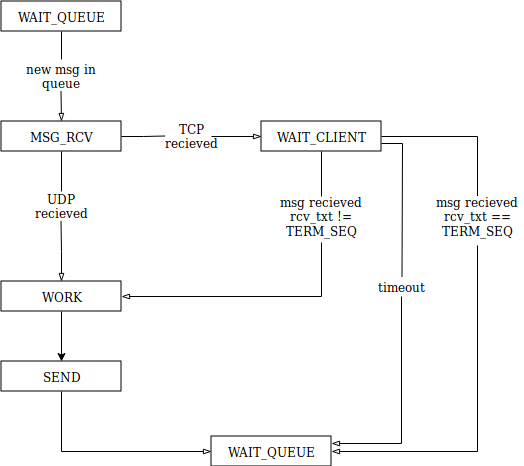 WAIT_QUEUE
new msg in
queue
MSG_RCV
TCP
recieved
WAIT_CLIENT
UDP
recieved
msg recieved
rcv_txt !=
TERM_SEQ
msg recieved
rcv_txt ==
TERM_SEQ
timeout
WORK
SEND
WAIT_QUEUE